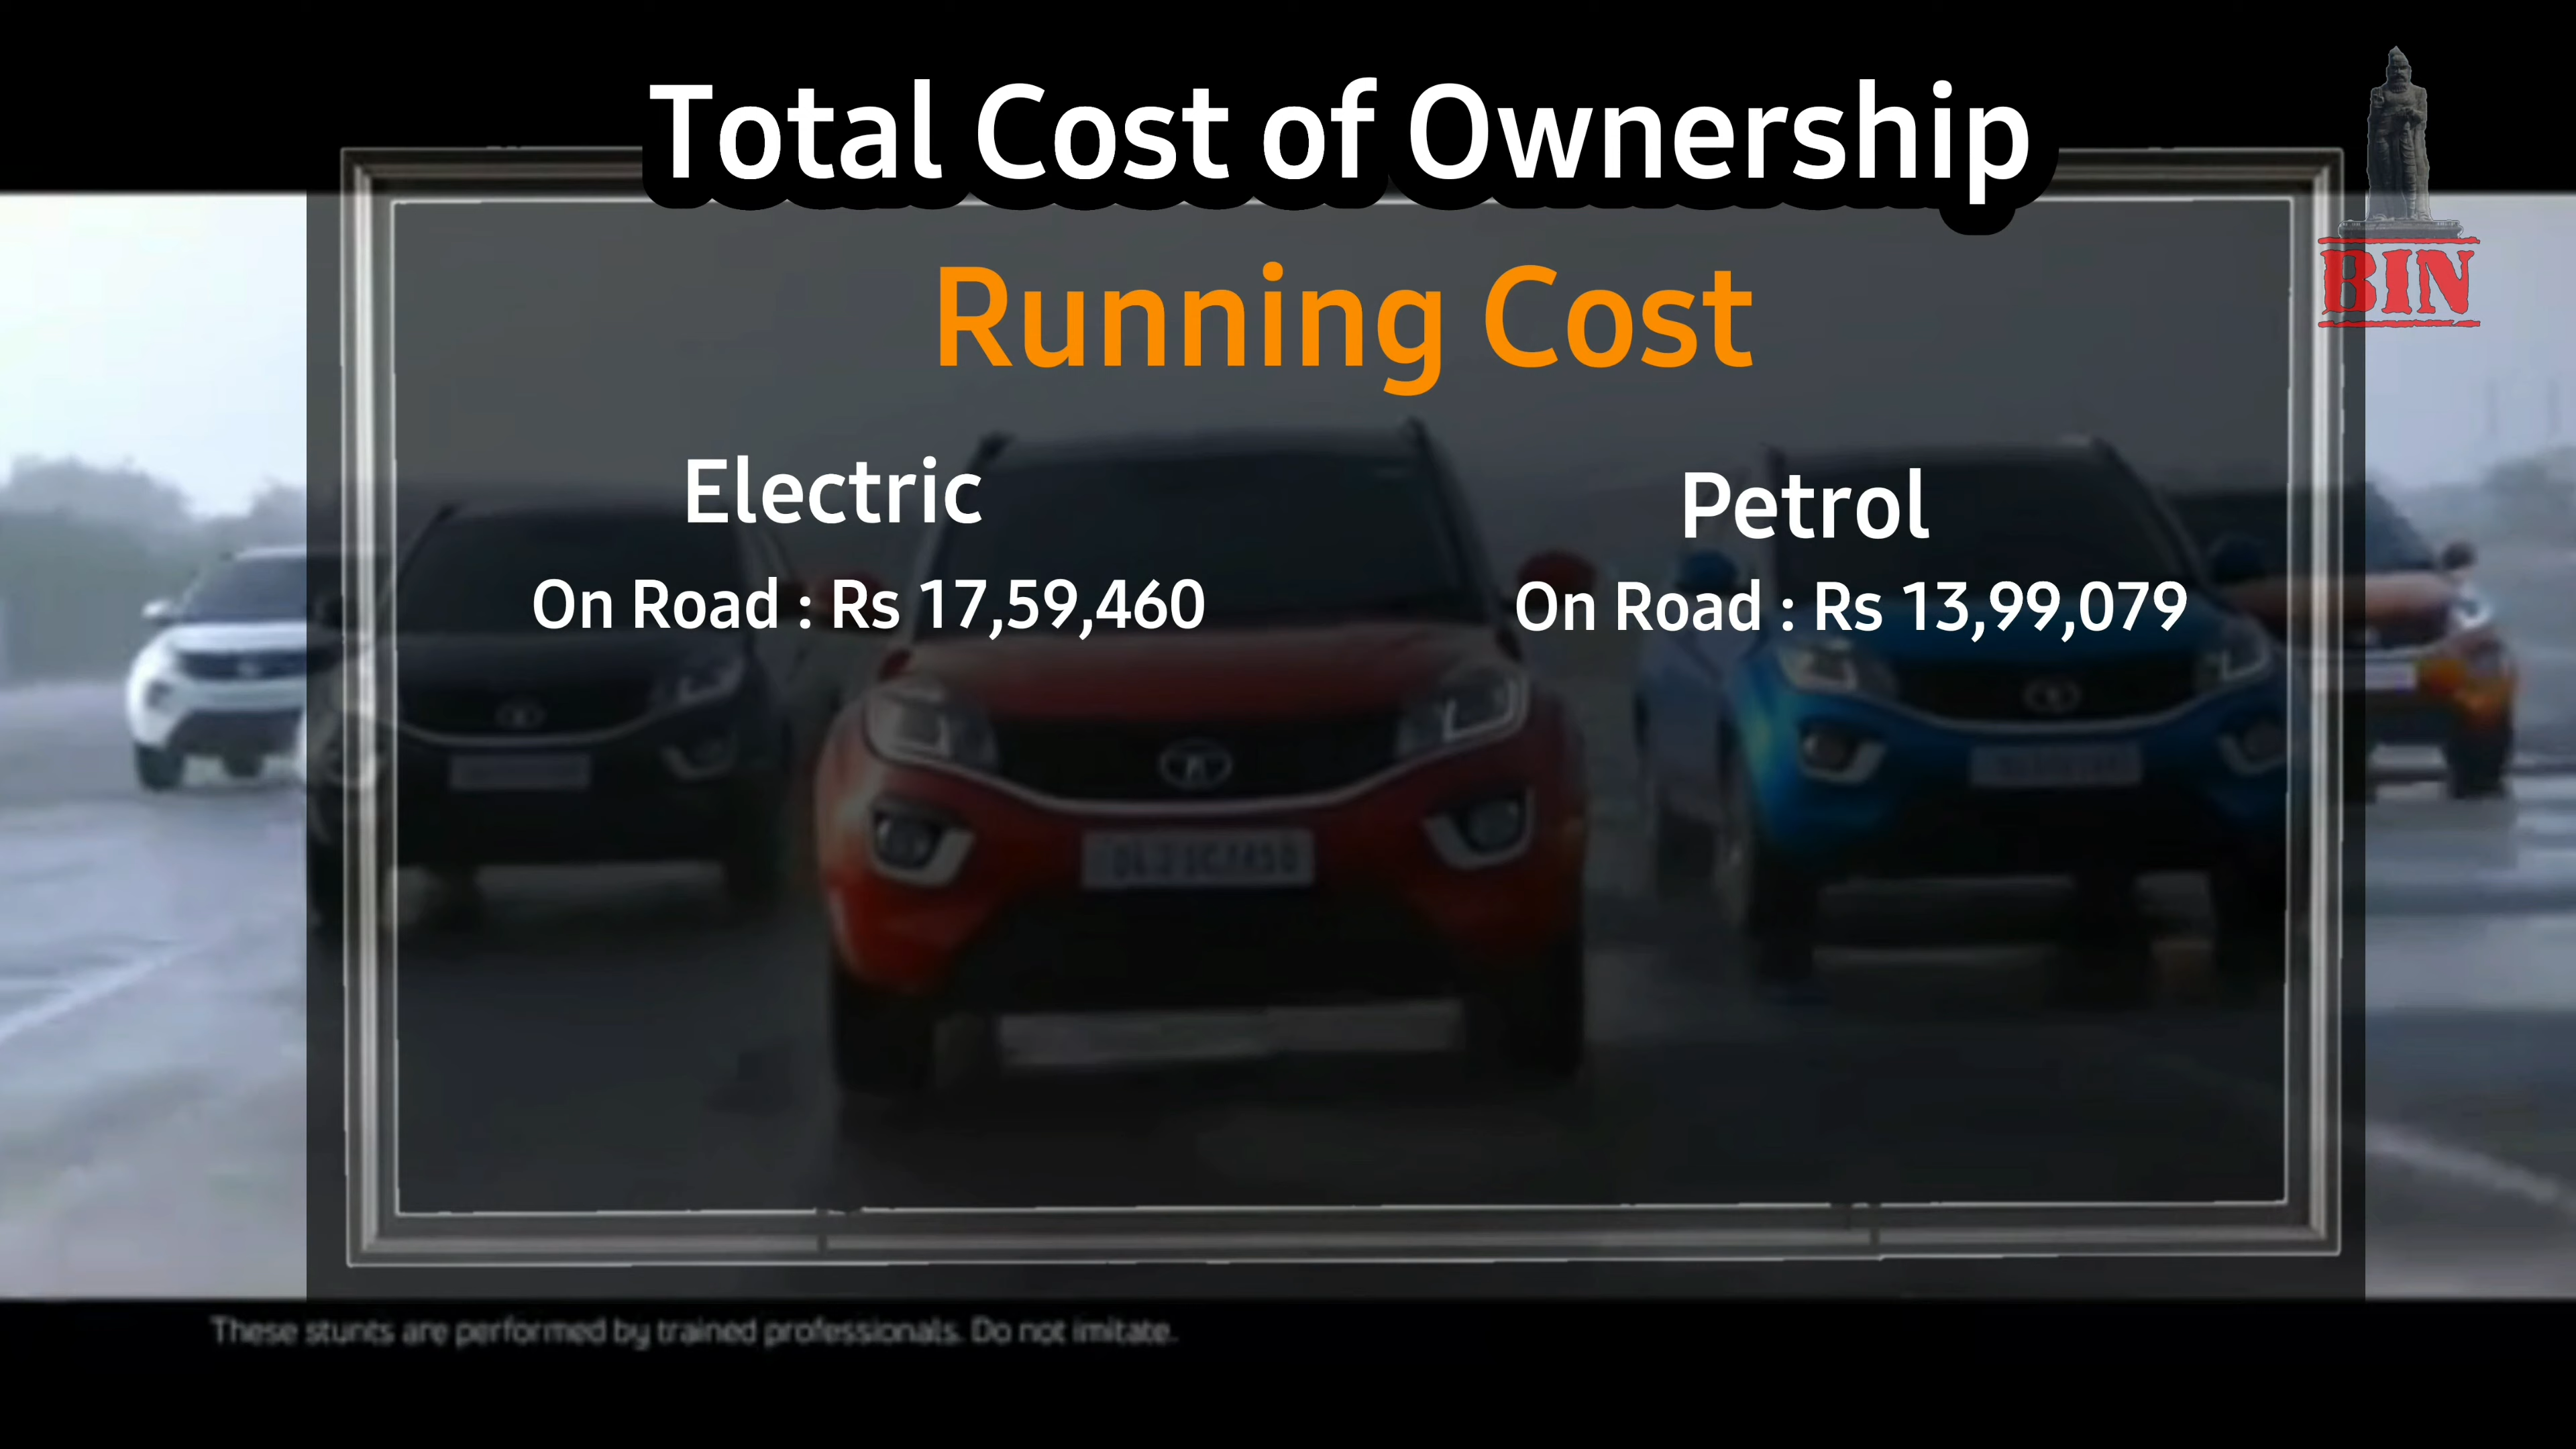 Total Cost of Ownership
BIN
Running Cost
Electric
Petrol
On Road : Rs 17,59,460
On Road : Rs 13,99,079
These stunts are performed by trained professionals. Do not imitate.